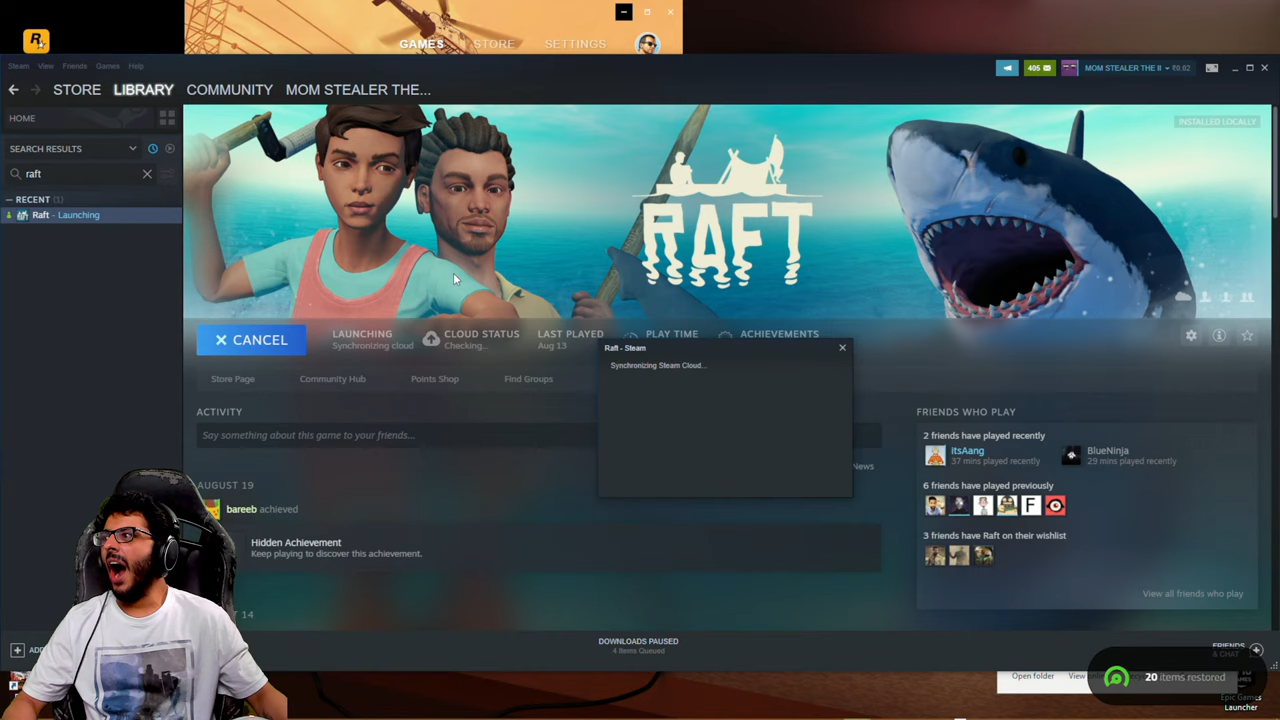 GAMES STORE SETTINGS
Steam View Friends Games Help
405
MOM STEALER THE II ₹0.02
STORE LIBRARY COMMUNITY MOM STEALER THE...
HOME
INSTALLED LOCALLY
SEARCH RESULTS
raft
RECENT (1)
Raft - Launching
RAFT
CANCEL
LAUNCHING
Synchronizing cloud
CLOUD STATUS
Checking...
LAST PLAYED
Aug 13
PLAY TIME
ACHIEVEMENTS
Raft - Steam
Synchronizing Steam Cloud...
Store Page Community Hub Points Shop Find Groups
ACTIVITY
Say something about this game to your friends...
News
AUGUST 19
bareeb achieved
Hidden Achievement
Keep playing to discover this achievement.
T 14
FRIENDS WHO PLAY
2 friends have played recently
itsAang
37 mins played recently
BlueNinja
29 mins played recently
6 friends have played previously
F
3 friends have Raft on their wishlist
View all friends who play
AD
DOWNLOADS PAUSED
4 Items Queued
FRIENDS
& CHAT
Open folder
20 items restored
Epic Games
Launcher